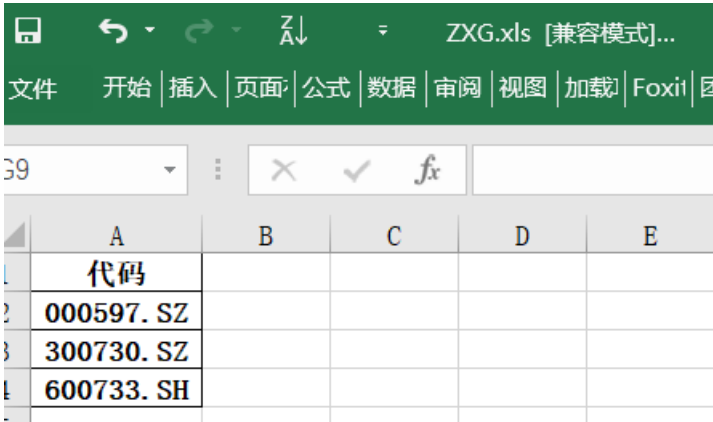 ZXG.xls [兼容模式]...
文件 开始 插入 页面 公式 数据 审阅 视图 加载 Foxit
G9 fx
A B C D E
1 代码
2 000597.SZ
3 300730.SZ
4 600733.SH